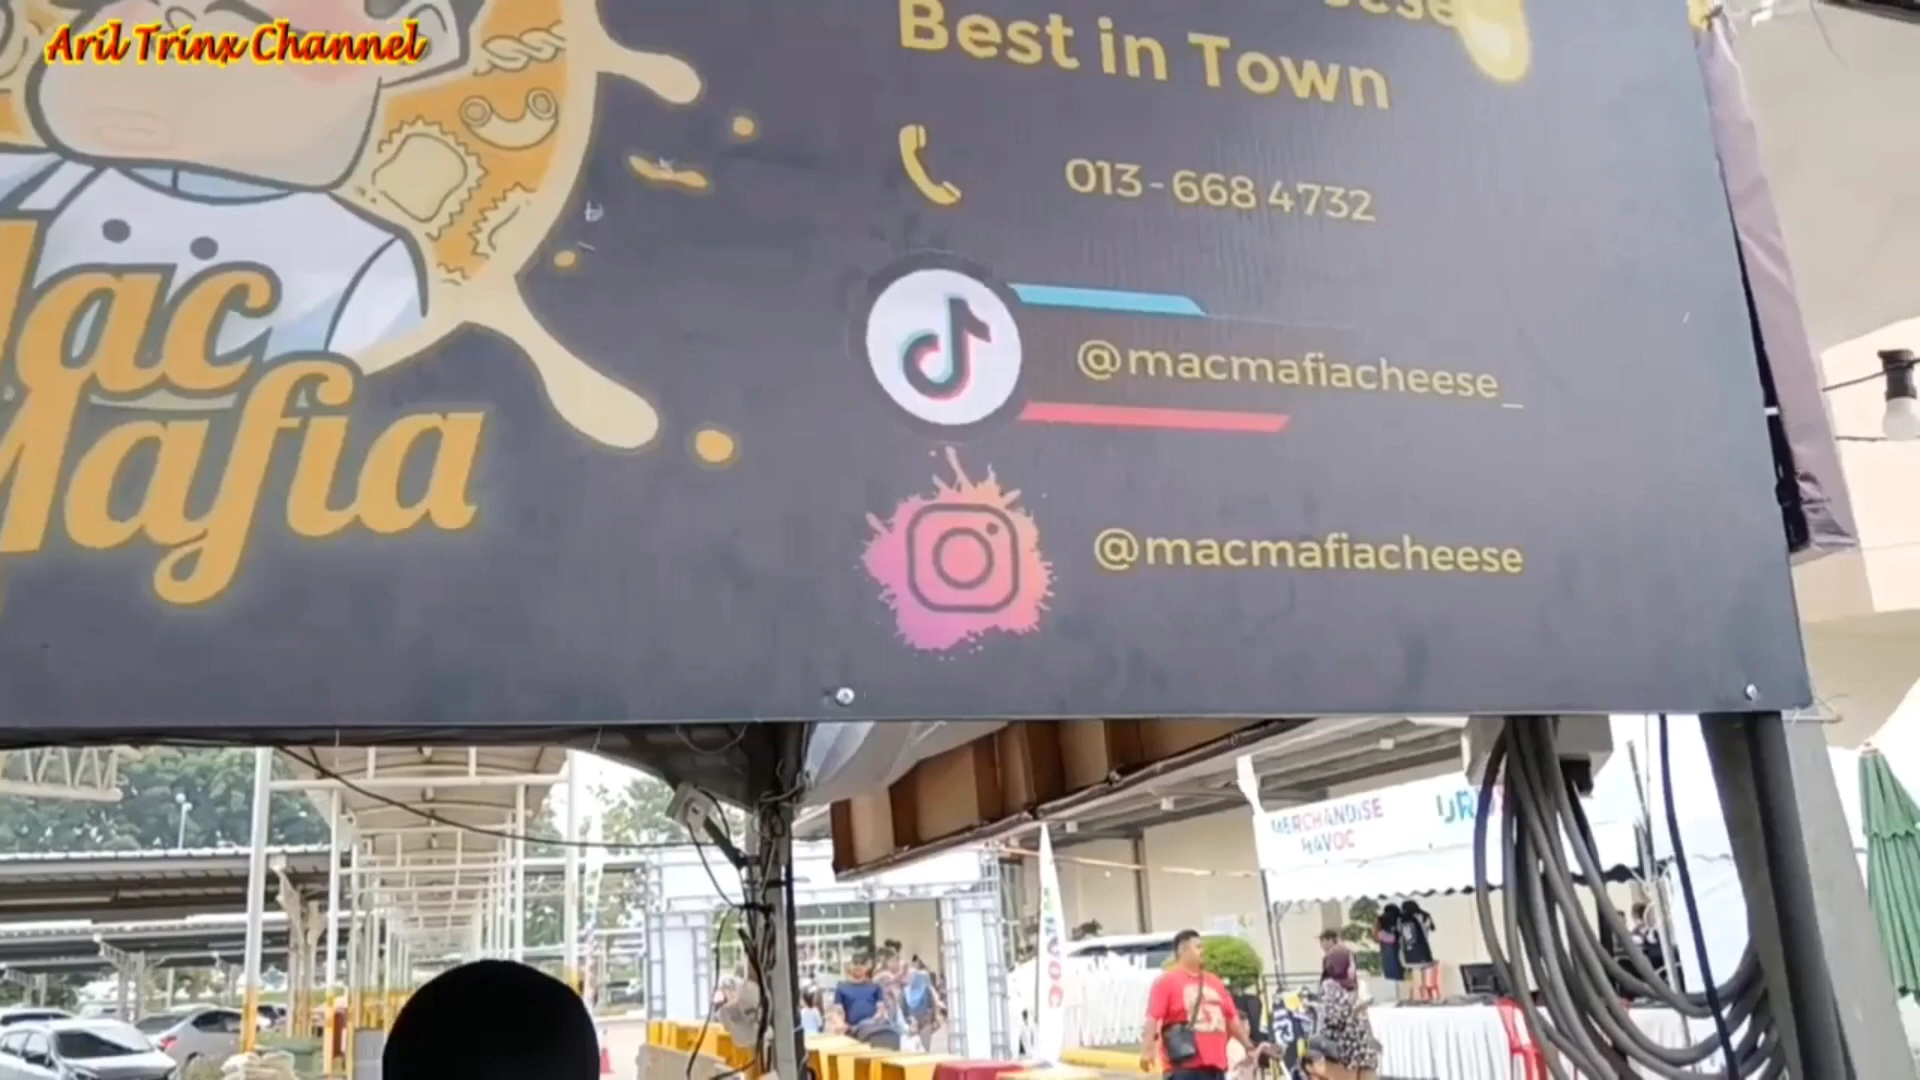 Aril Trinx Channel
Best in Town
013-668 4732
@macmafiacheese_
@macmafiacheese
Mac
Mafia
MERCHANDISE
HAVOC